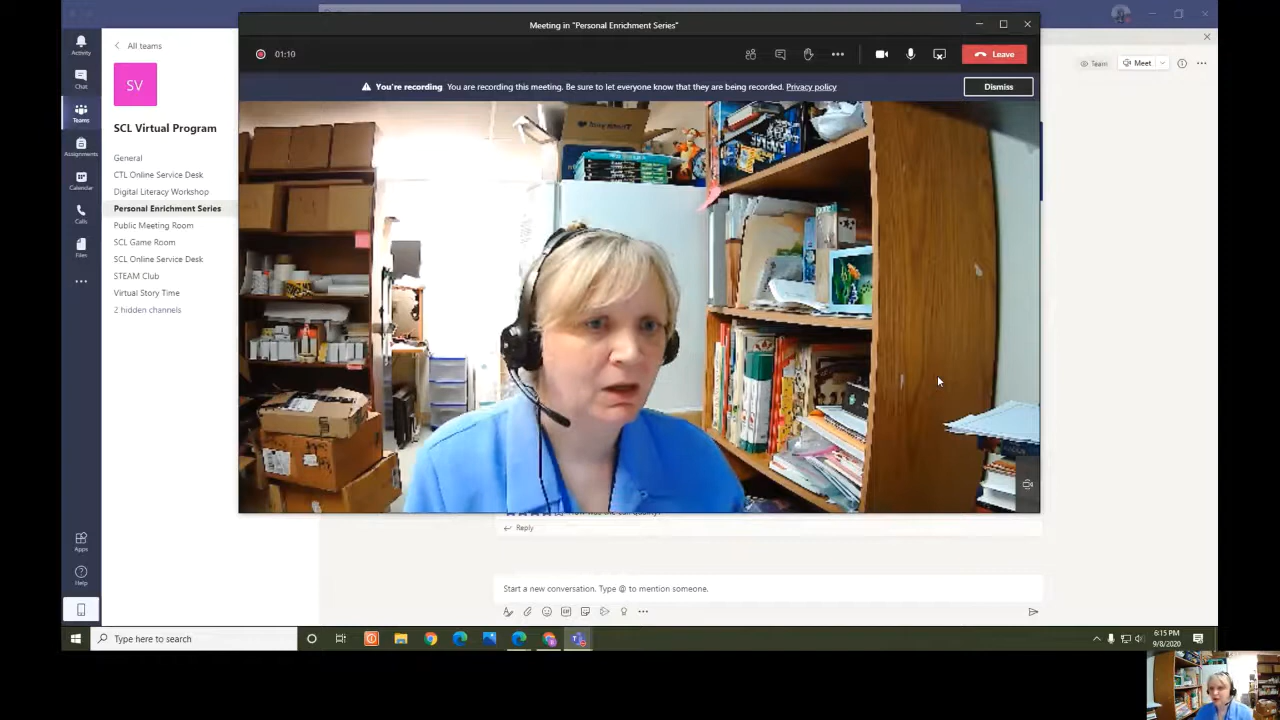 Meeting in "Personal Enrichment Series"
01:10
Leave
You're recording You are recording this meeting. Be sure to let everyone know that they are being recorded. Privacy policy
Dismiss
Team
Meet
Activity
Chat
Teams
Assignments
Calendar
Calls
Files
Apps
Help
All teams
SV
SCL Virtual Program
General
CTL Online Service Desk
Digital Literacy Workshop
Personal Enrichment Series
Public Meeting Room
SCL Game Room
SCL Online Service Desk
STEAM Club
Virtual Story Time
2 hidden channels
Reply
Start a new conversation. Type @ to mention someone.
Type here to search
6:15 PM
9/8/2020